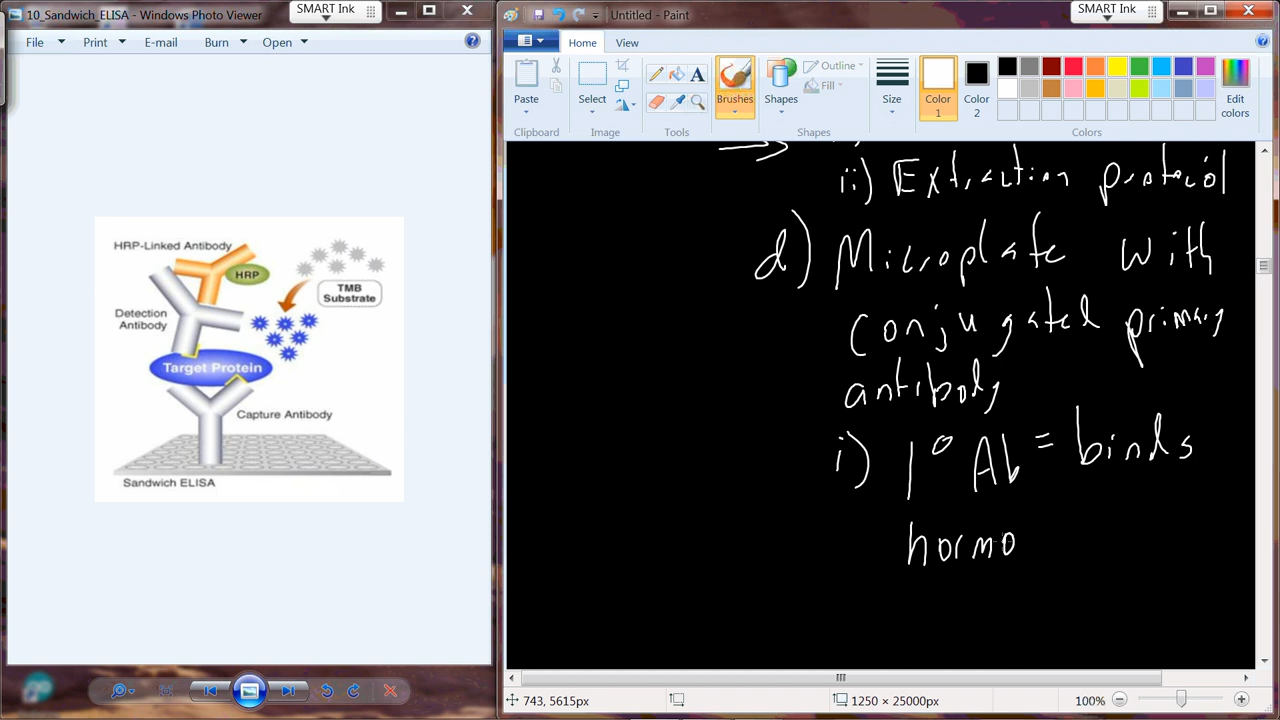 10_Sandwich_ELISA - Windows Photo Viewer
SMART Ink
File Print E-mail Burn Open
HRP-Linked Antibody
HRP
TMB
Substrate
Detection
Antibody
Target Protein
Capture Antibody
Sandwich ELISA
Untitled - Paint
SMART Ink
Home View
Paste
Clipboard
Select
Image
Tools
Brushes
Shapes
Outline
Fill
Shapes
Size
Color
1
Color
2
Edit
colors
Colors
ii) Extraction protocol
d) Microplate with
conjugated primary
antibody
i) 1° Ab = binds
hormo
743, 5615px
1250 × 25000px
100%